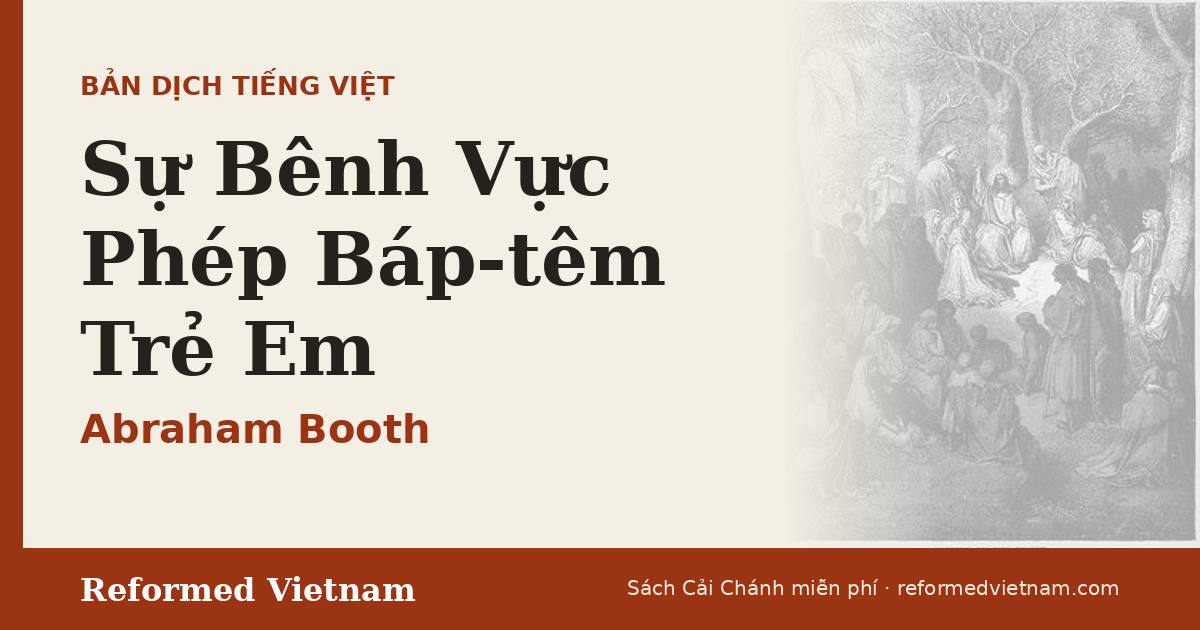 BẢN DỊCH TIẾNG VIỆT
Sự Bênh Vực
Phép Báp-têm
Trẻ Em
Abraham Booth
Reformed Vietnam
Sách Cải Chánh miễn phí · reformedvietnam.com